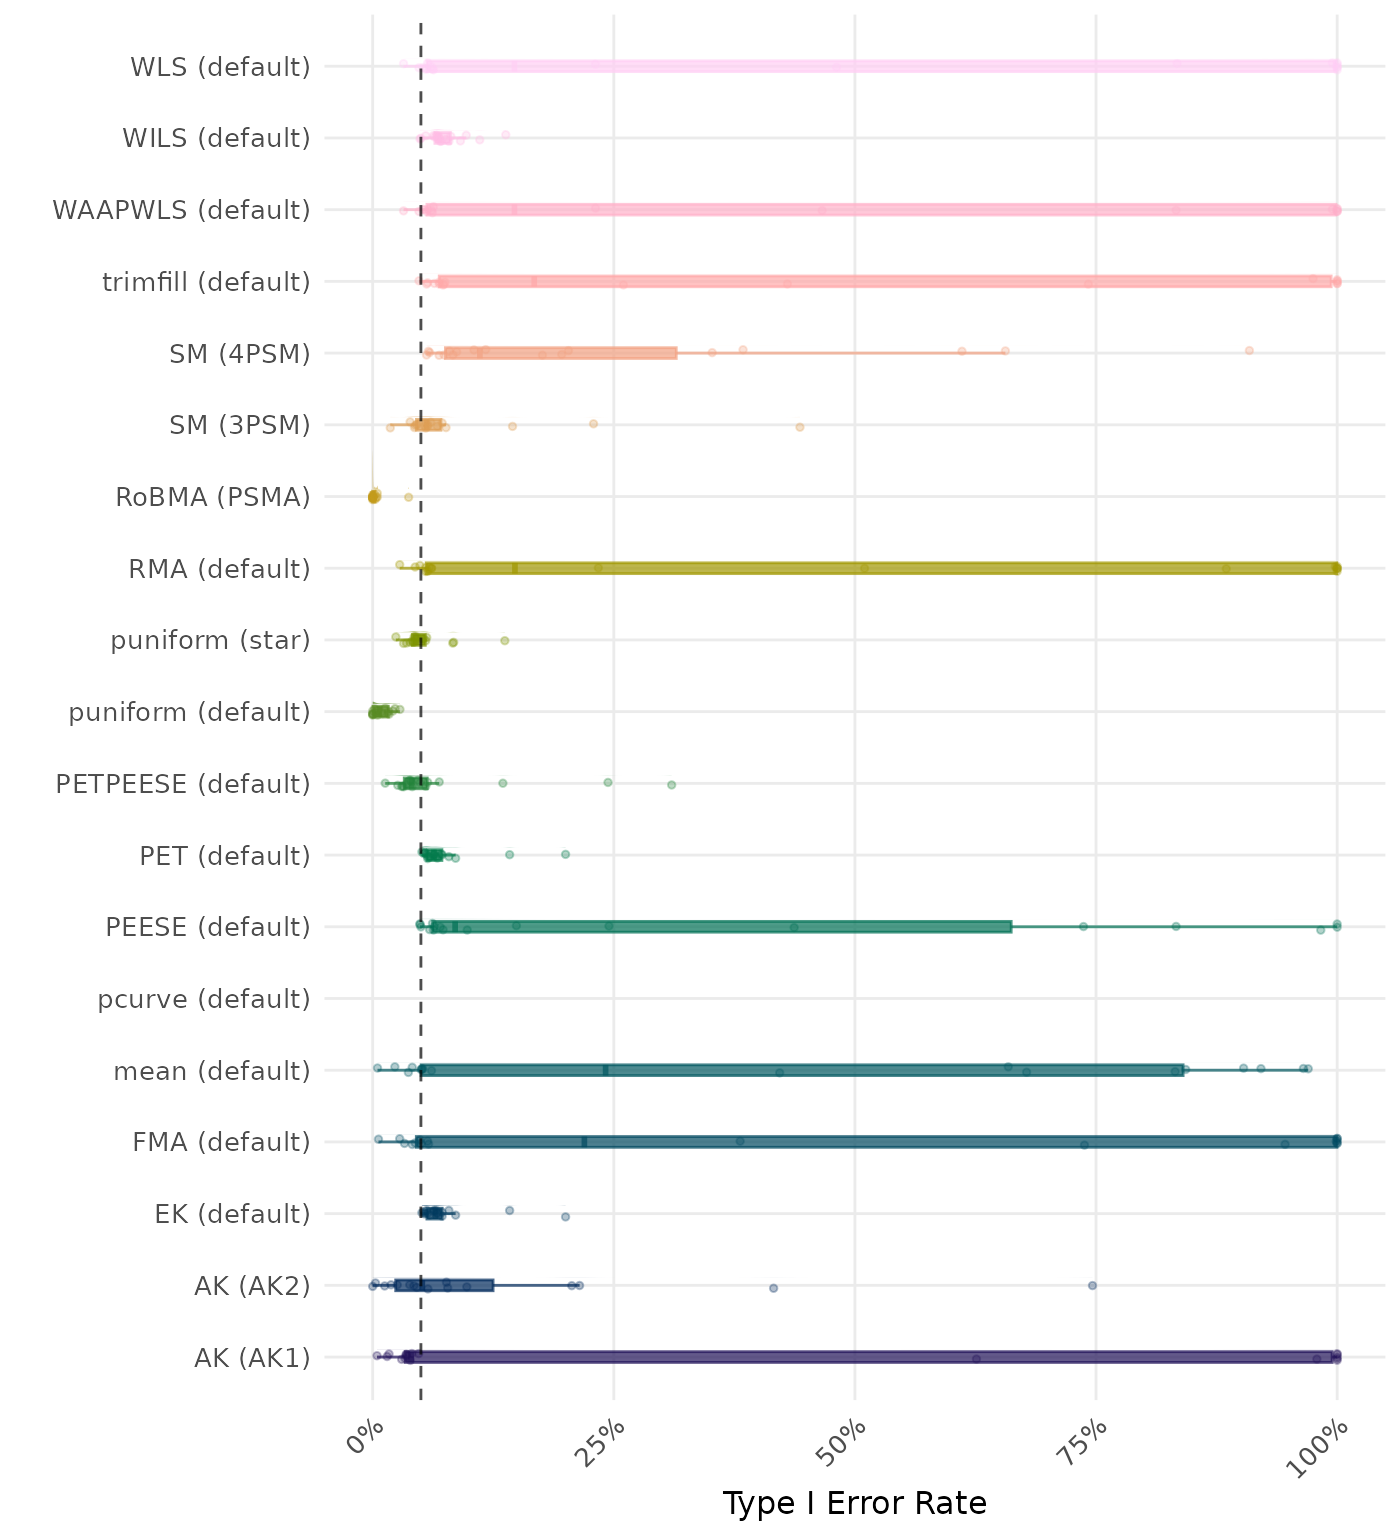 WLS (default)
WILS (default)
WAAPWLS (default)
trimfill (default)
SM (4PSM)
SM (3PSM)
RoBMA (PSMA)
RMA (default)
puniform (star)
puniform (default)
PETPEESE (default)
PET (default)
PEESE (default)
pcurve (default)
mean (default)
FMA (default)
EK (default)
AK (AK2)
AK (AK1)
0% 25% 50% 75% 100%
Type I Error Rate